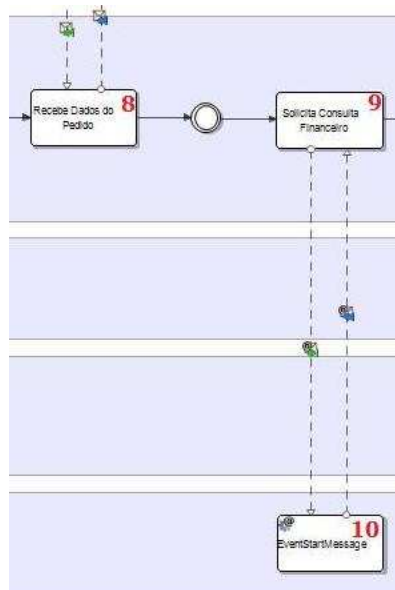 8
Recebe Dados do
Pedido
9
Solicita Consulta
Financeiro
10
EventStartMessage